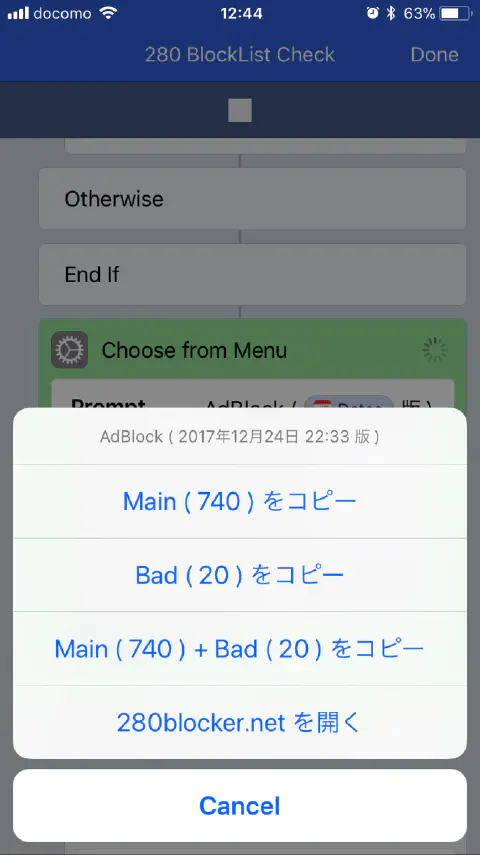 docomo 12:44 63%
280 BlockList Check Done
Otherwise
End If
Choose from Menu
Prompt AdBlock ( Dates 版 )
AdBlock ( 2017年12月24日 22:33 版 )
Main ( 740 ) をコピー
Bad ( 20 ) をコピー
Main ( 740 ) + Bad ( 20 ) をコピー
280blocker.net を開く
Cancel